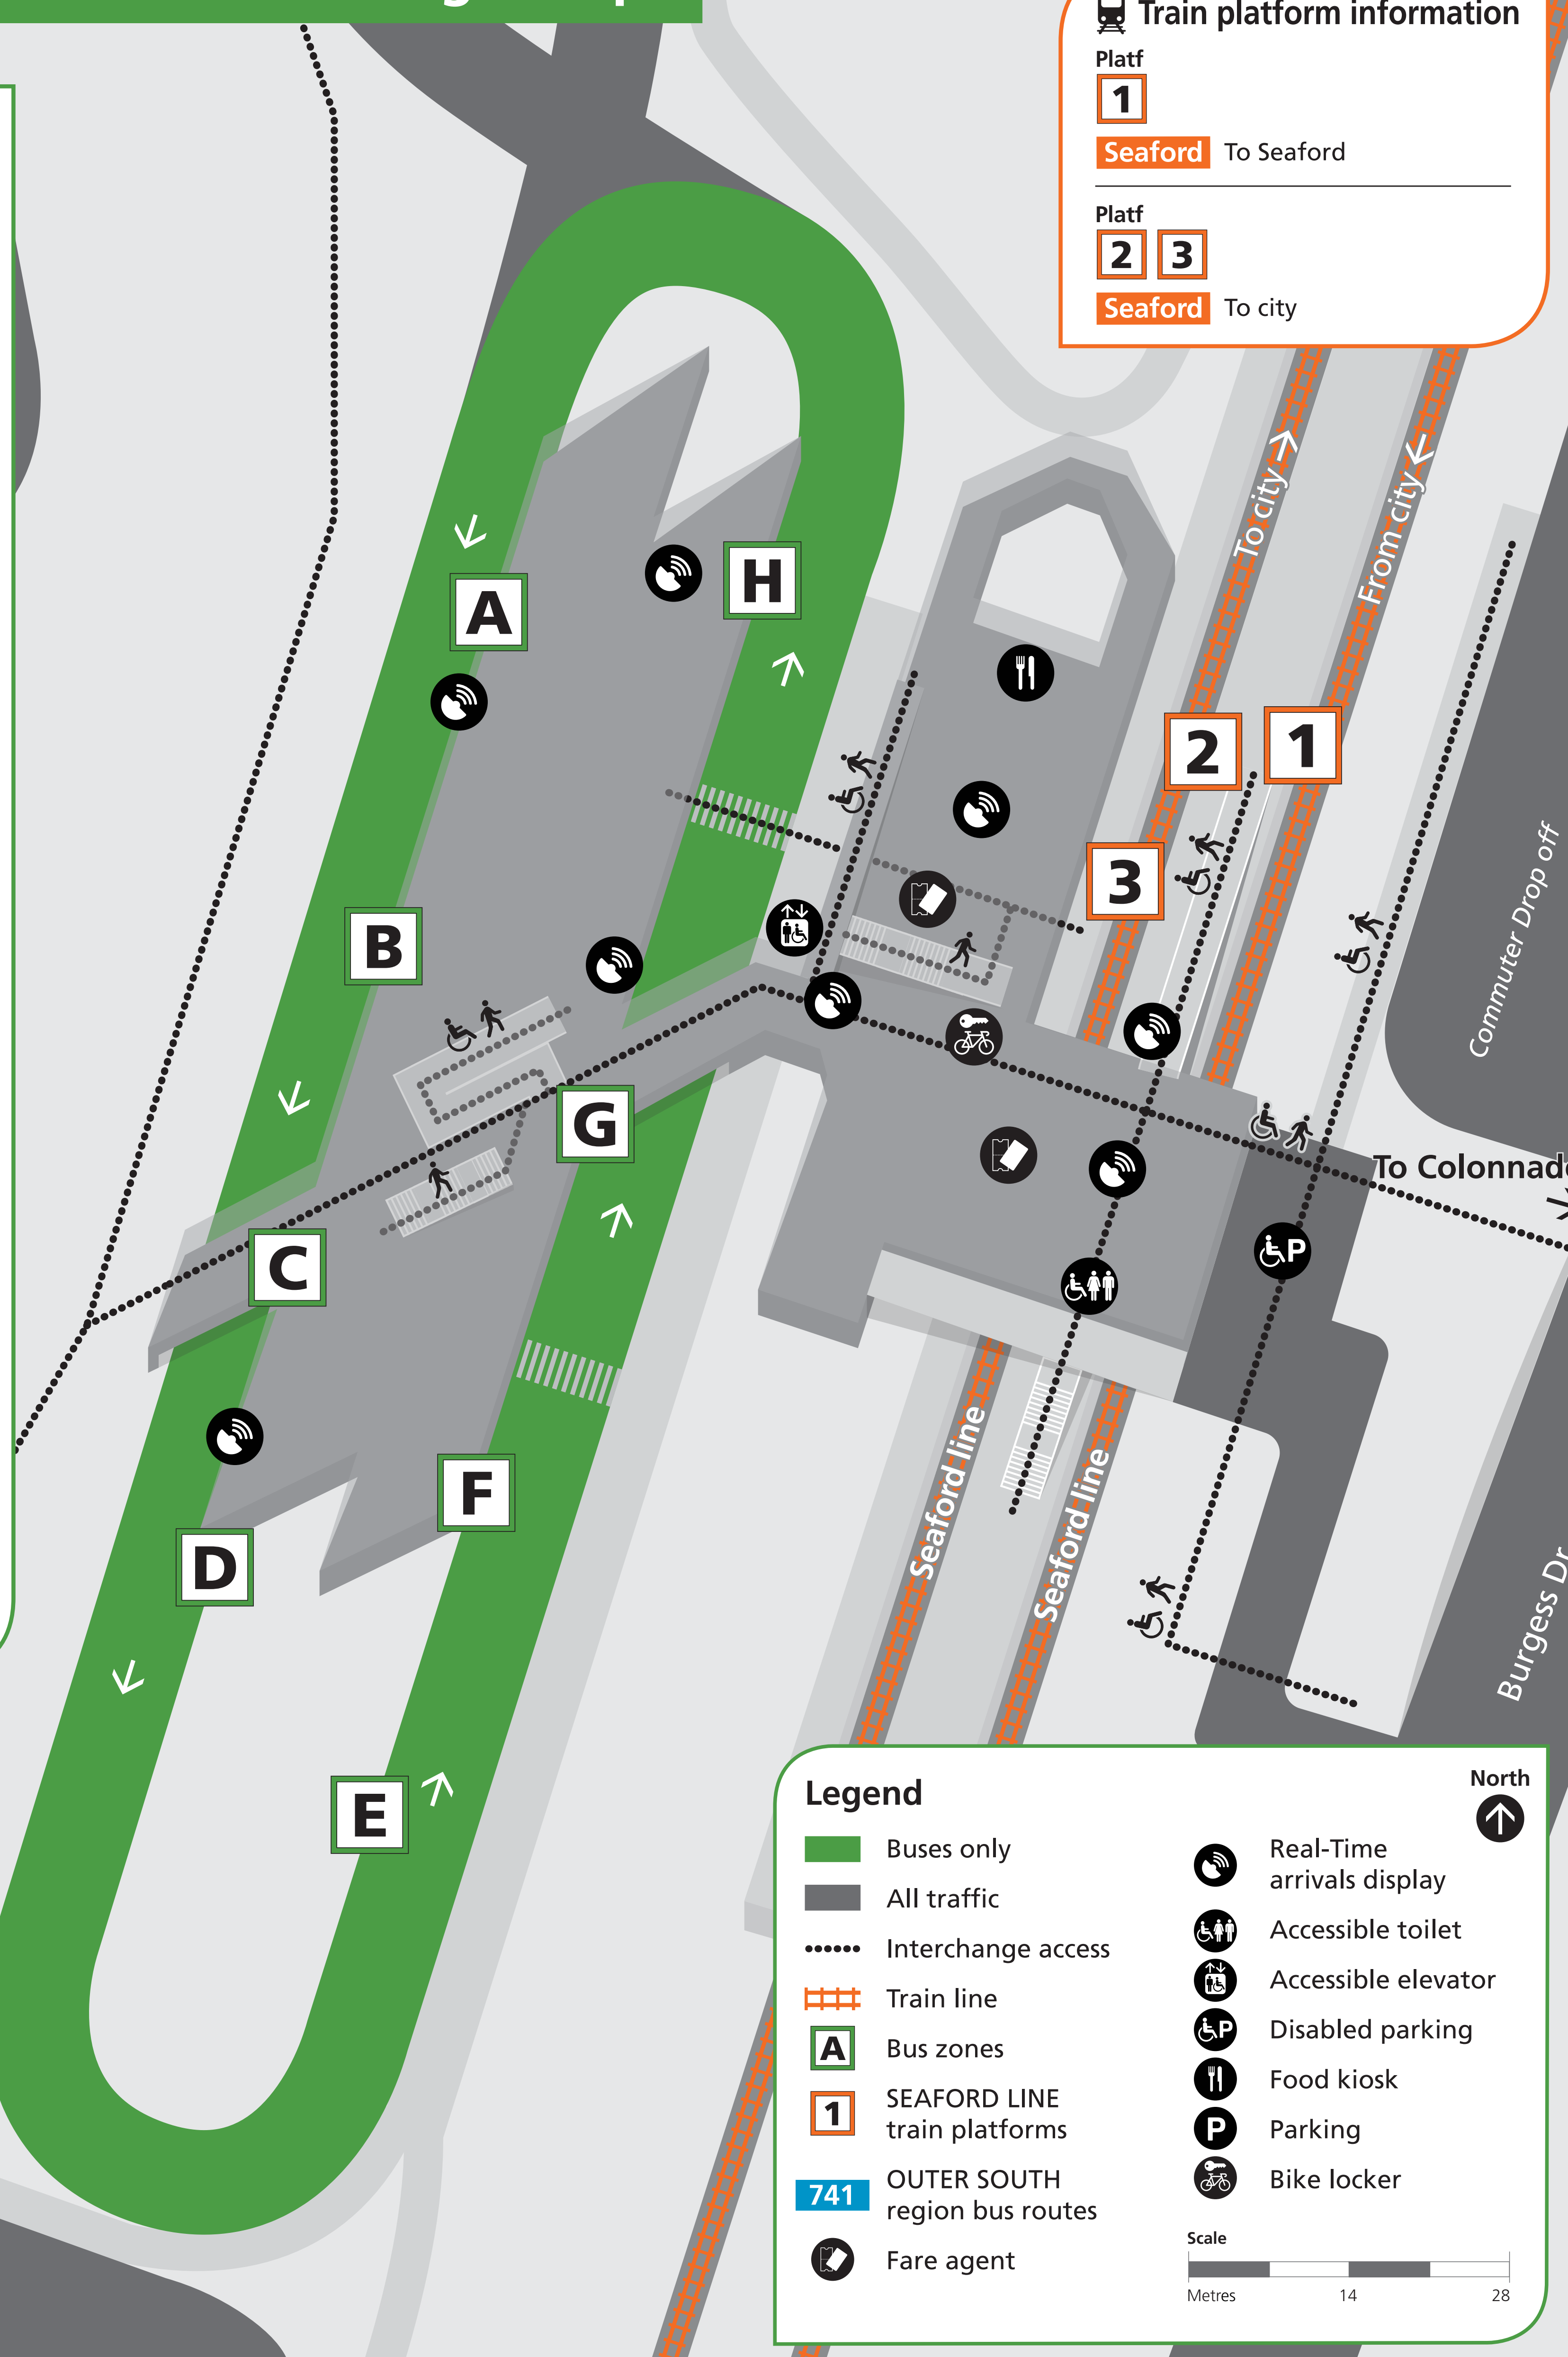 Train platform information
Platf
1
Seaford To Seaford
Platf
2 3
Seaford To city
To city
From city
A
H
2
1
3
B
Commuter Drop off
G
To Colonnad
C
Seaford line
Seaford line
F
D
Burgess Dr
E
P
Legend
North
Buses only
All traffic
Interchange access
Train line
A Bus zones
1 SEAFORD LINE
train platforms
741 OUTER SOUTH
region bus routes
Fare agent
Real-Time
arrivals display
Accessible toilet
Accessible elevator
P Disabled parking
Food kiosk
P Parking
Bike locker
Scale
Metres 14 28